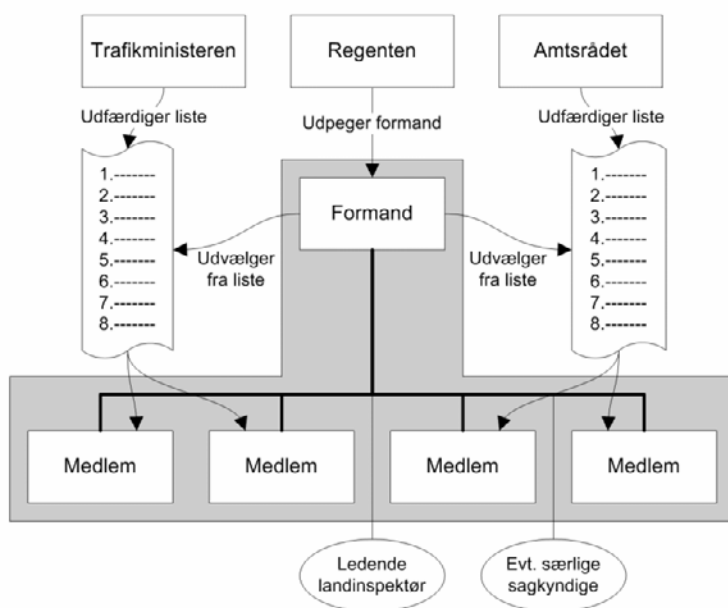 Trafikministeren
Regenten
Amtsrådet
Udfærdiger liste
Udpeger formand
Udfærdiger liste
1.-------
2.-------
3.-------
4.-------
5.-------
6.-------
7.-------
8.-------
Formand
1.-------
2.-------
3.-------
4.-------
5.-------
6.-------
7.-------
8.-------
Udvælger
fra liste
Udvælger
fra liste
Medlem
Medlem
Medlem
Medlem
Ledende
landinspektør
Evt. særlige
sagkyndige